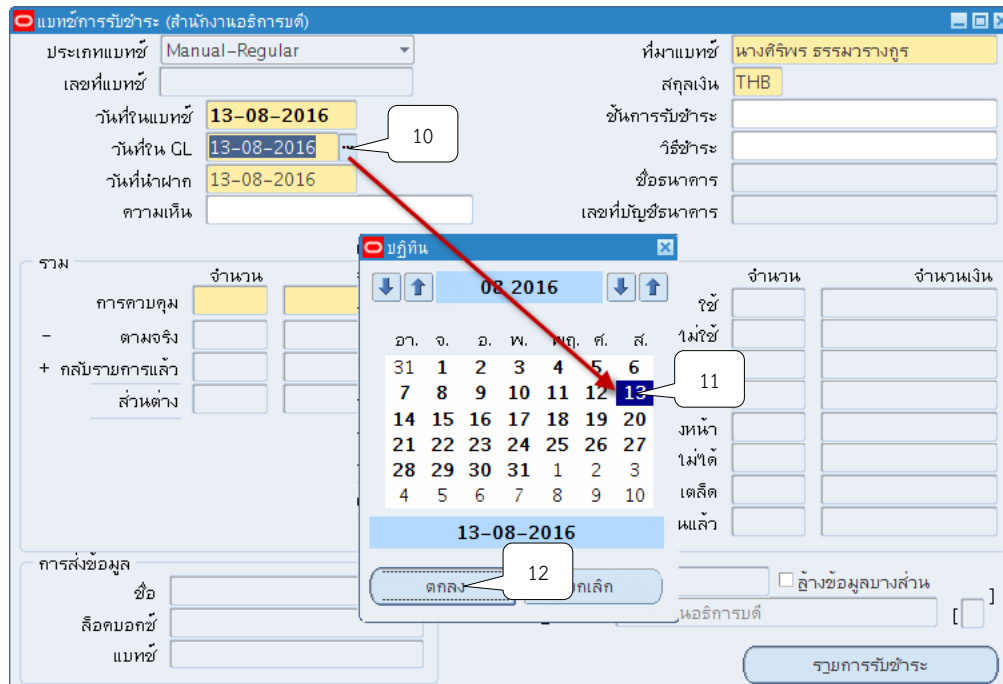 แบทช์การรับชำระ (สำนักงานอธิการบดี)
ประเภทแบทช์ Manual-Regular ที่มาแบทช์ นางศิริพร ธรรมารางกูร
เลขที่แบทช์ สกุลเงิน THB
วันที่ในแบทช์ 13-08-2016 ชั้นการรับชำระ
10
วันที่ใน GL 13-08-2016 ... วิธีชำระ
วันที่นำฝาก 13-08-2016 ชื่อธนาคาร
ความเห็น เลขที่บัญชีธนาคาร
ปฏิทิน
รวม
จำนวน จำนวน จำนวนเงิน
08 2016
การควบคุม ใช้
- ตามจริง ไม่ใช้
อา. จ. อ. พ. พฤ. ศ. ส.
+ กลับรายการแล้ว
31 1 2 3 4 5 6
11
ส่วนต่าง
7 8 9 10 11 12 13
14 15 16 17 18 19 20
งหน้า
21 22 23 24 25 26 27
ไม่ได้
28 29 30 31 1 2 3
4 5 6 7 8 9 10
เตล็ด
13-08-2016
นแล้ว
การส่งข้อมูล
12
ตกลง กเลิก
ล้างข้อมูลบางส่วน
ชื่อ
นอธิการบดี [ ]
ล็อคบอกซ์
แบทช์
รายการรับชำระ